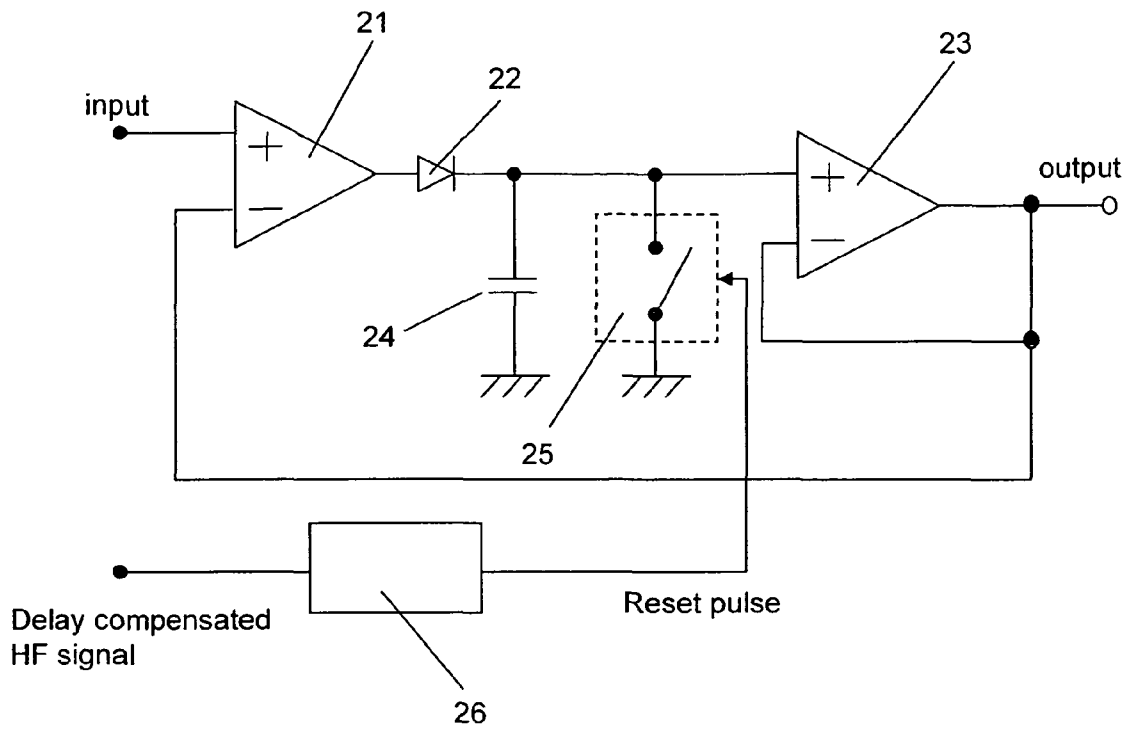 21
22
23
input
+
−
+
−
output
24
25
Delay compensated
HF signal
Reset pulse
26